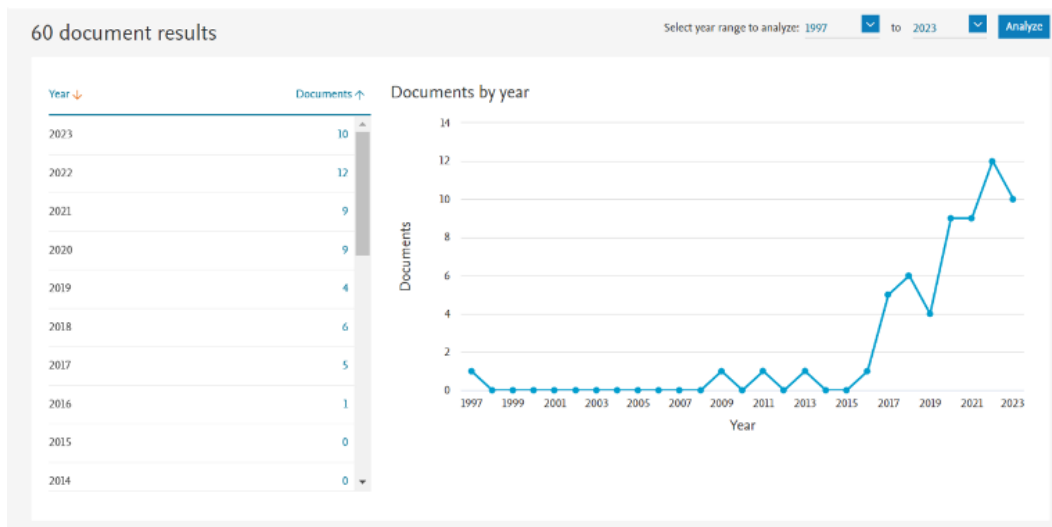 60 document results
Select year range to analyze: 1997 to 2023 Analyze
Year Documents
2023 10
2022 12
2021 9
2020 9
2019 4
2018 6
2017 5
2016 1
2015 0
2014 0
Documents by year
14
12
10
8
6
4
2
0
Documents
1997 1999 2001 2003 2005 2007 2009 2011 2013 2015 2017 2019 2021 2023
Year